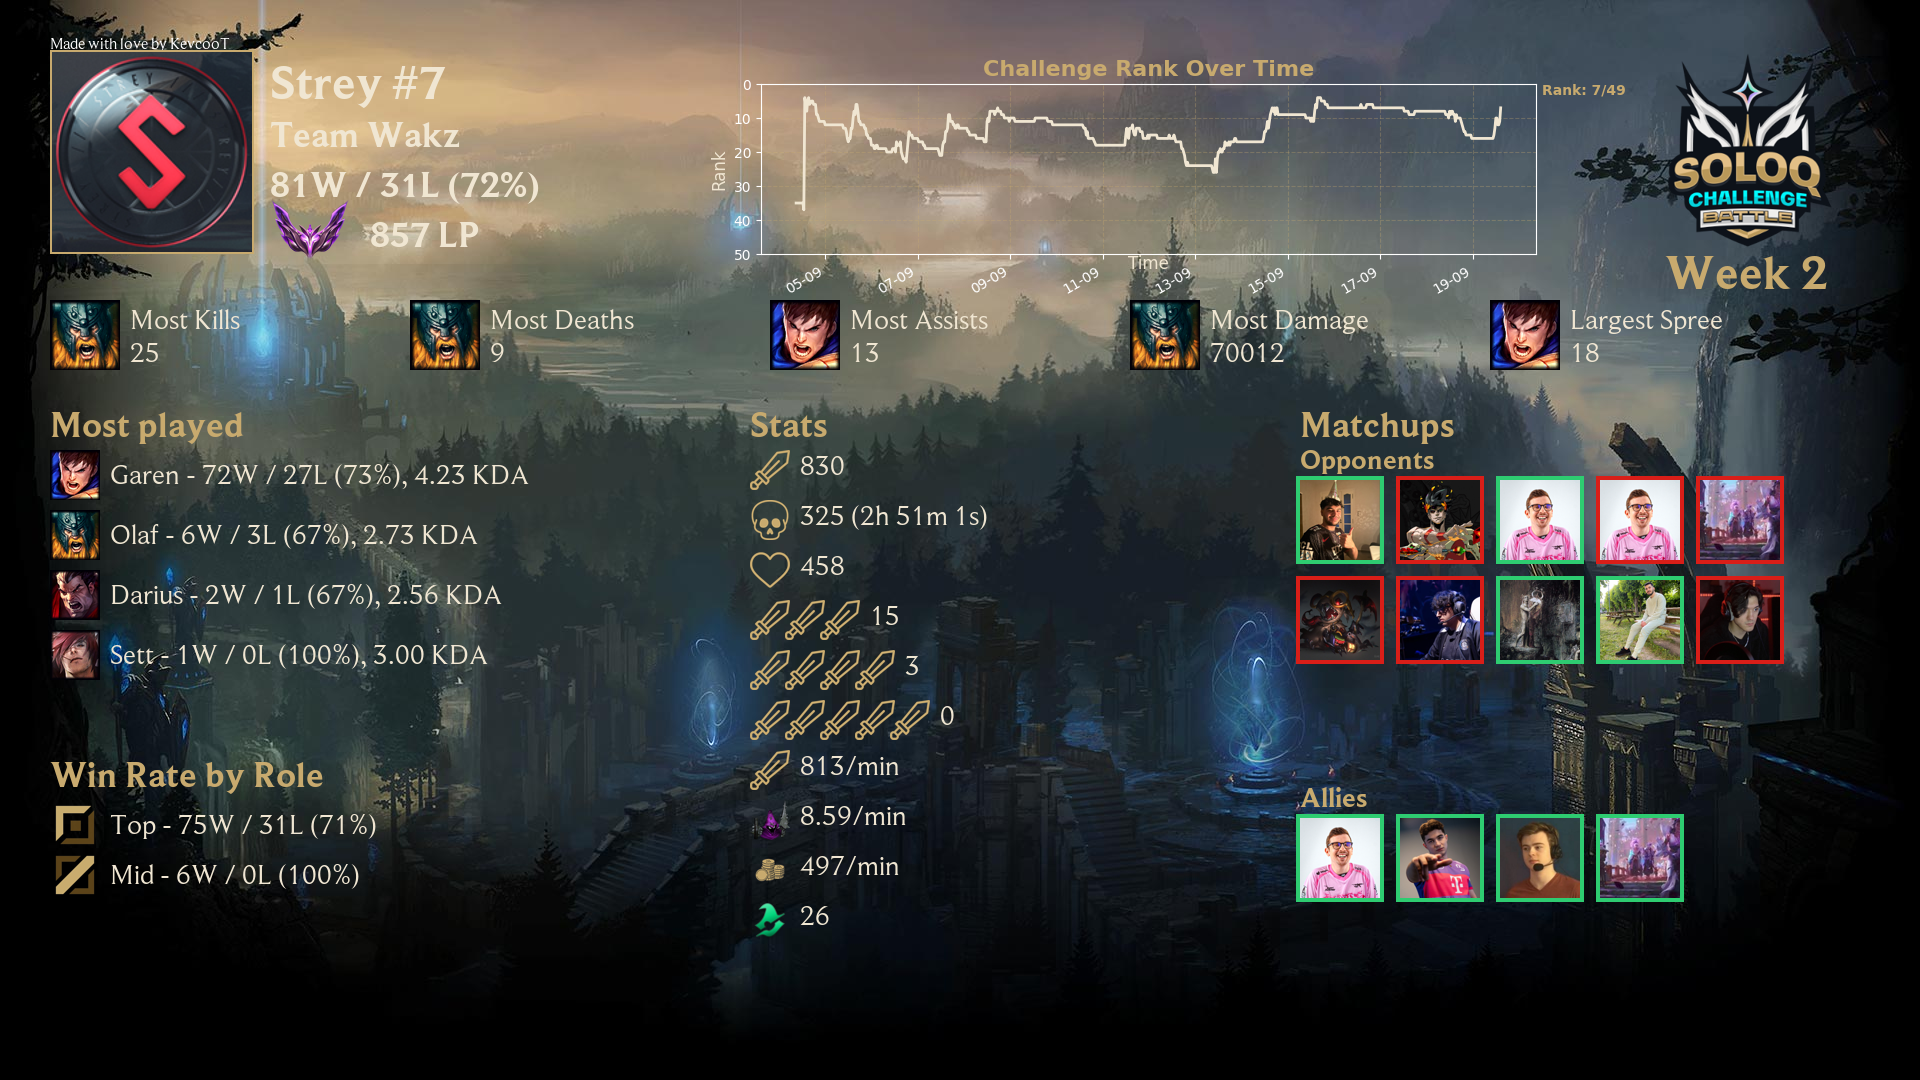 Made with love by KevcooT
Strey #7
Team Wakz
81W / 31L (72%)
857 LP
Challenge Rank Over Time
Rank: 7/49
Rank
0
10
20
30
40
50
05-09
07-09
09-09
11-09
13-09
15-09
17-09
19-09
Time
SOLOQ
CHALLENGE
BATTLE
Week 2
Most Kills
25
Most Deaths
9
Most Assists
13
Most Damage
70012
Largest Spree
18
Most played
Garen - 72W / 27L (73%), 4.23 KDA
Olaf - 6W / 3L (67%), 2.73 KDA
Darius - 2W / 1L (67%), 2.56 KDA
Sett - 1W / 0L (100%), 3.00 KDA
Win Rate by Role
Top - 75W / 31L (71%)
Mid - 6W / 0L (100%)
Stats
830
325 (2h 51m 1s)
458
15
3
0
813/min
8.59/min
497/min
26
Matchups
Opponents
Allies